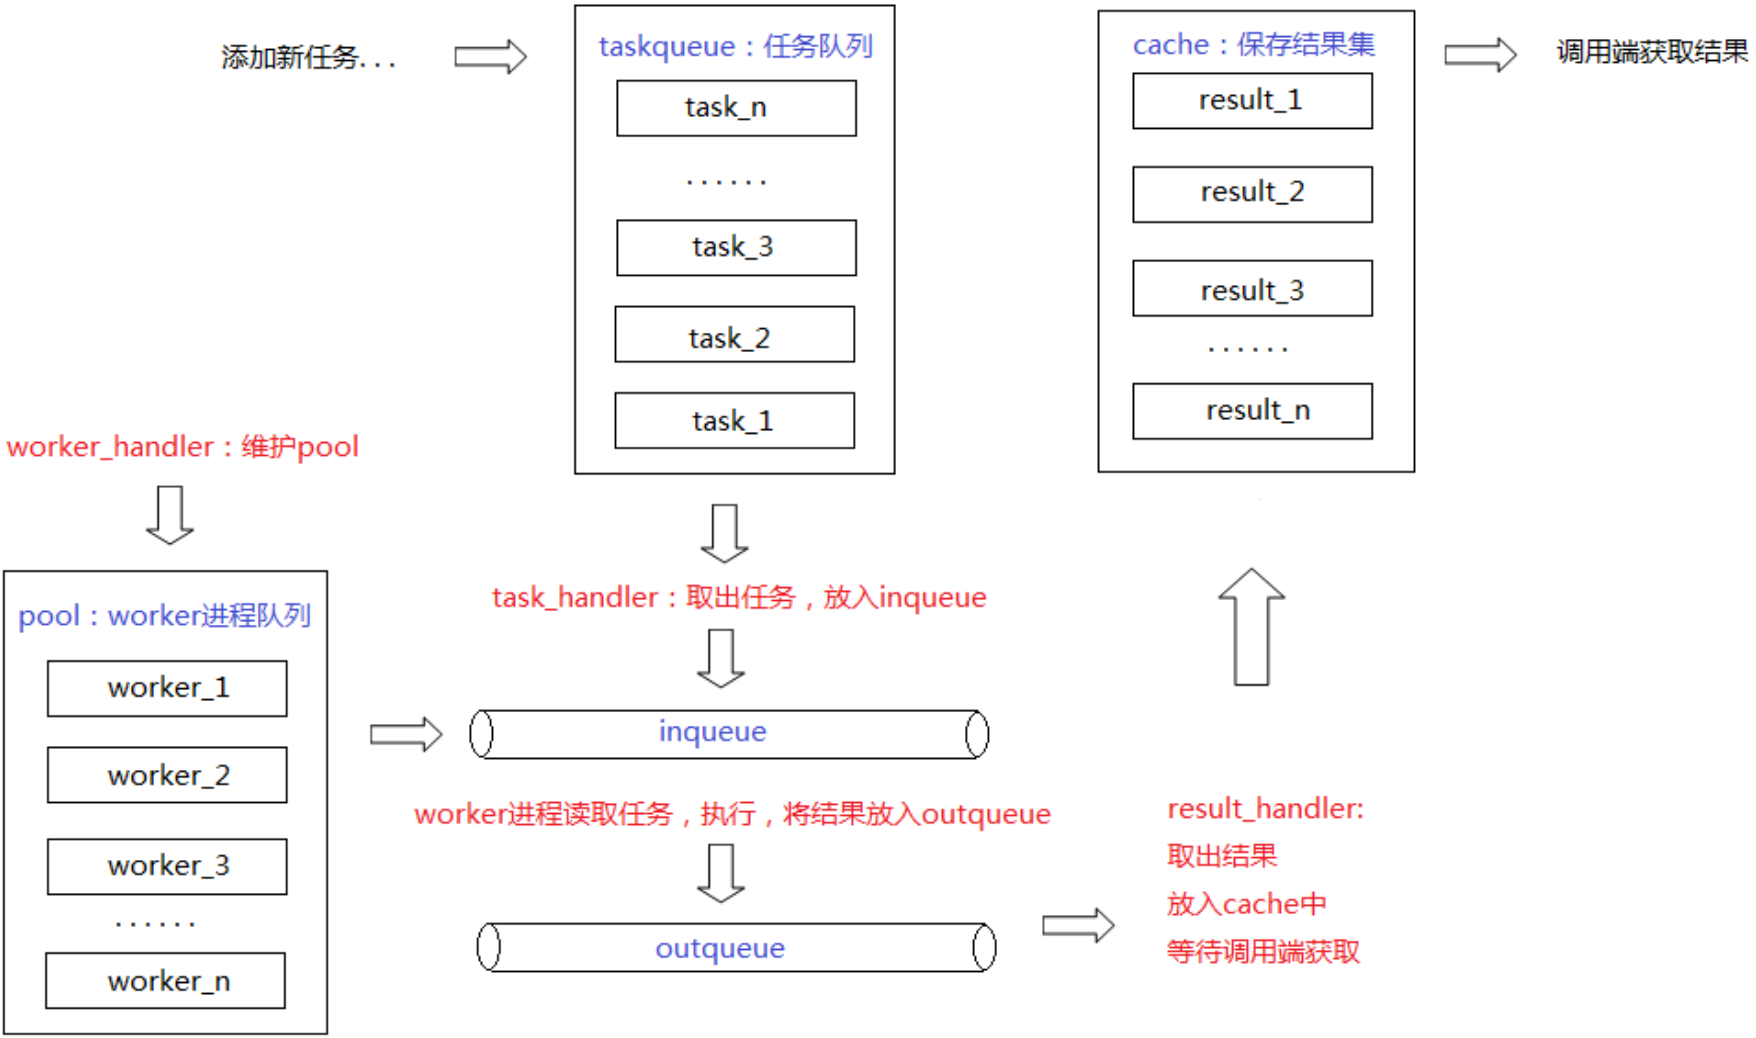 添加新任务...
taskqueue：任务队列
task_n
......
task_3
task_2
task_1
cache：保存结果集
result_1
result_2
result_3
......
result_n
调用端获取结果
worker_handler：维护pool
pool：worker进程队列
worker_1
worker_2
worker_3
......
worker_n
task_handler：取出任务，放入inqueue
inqueue
worker进程读取任务，执行，将结果放入outqueue
outqueue
result_handler:
取出结果
放入cache中
等待调用端获取